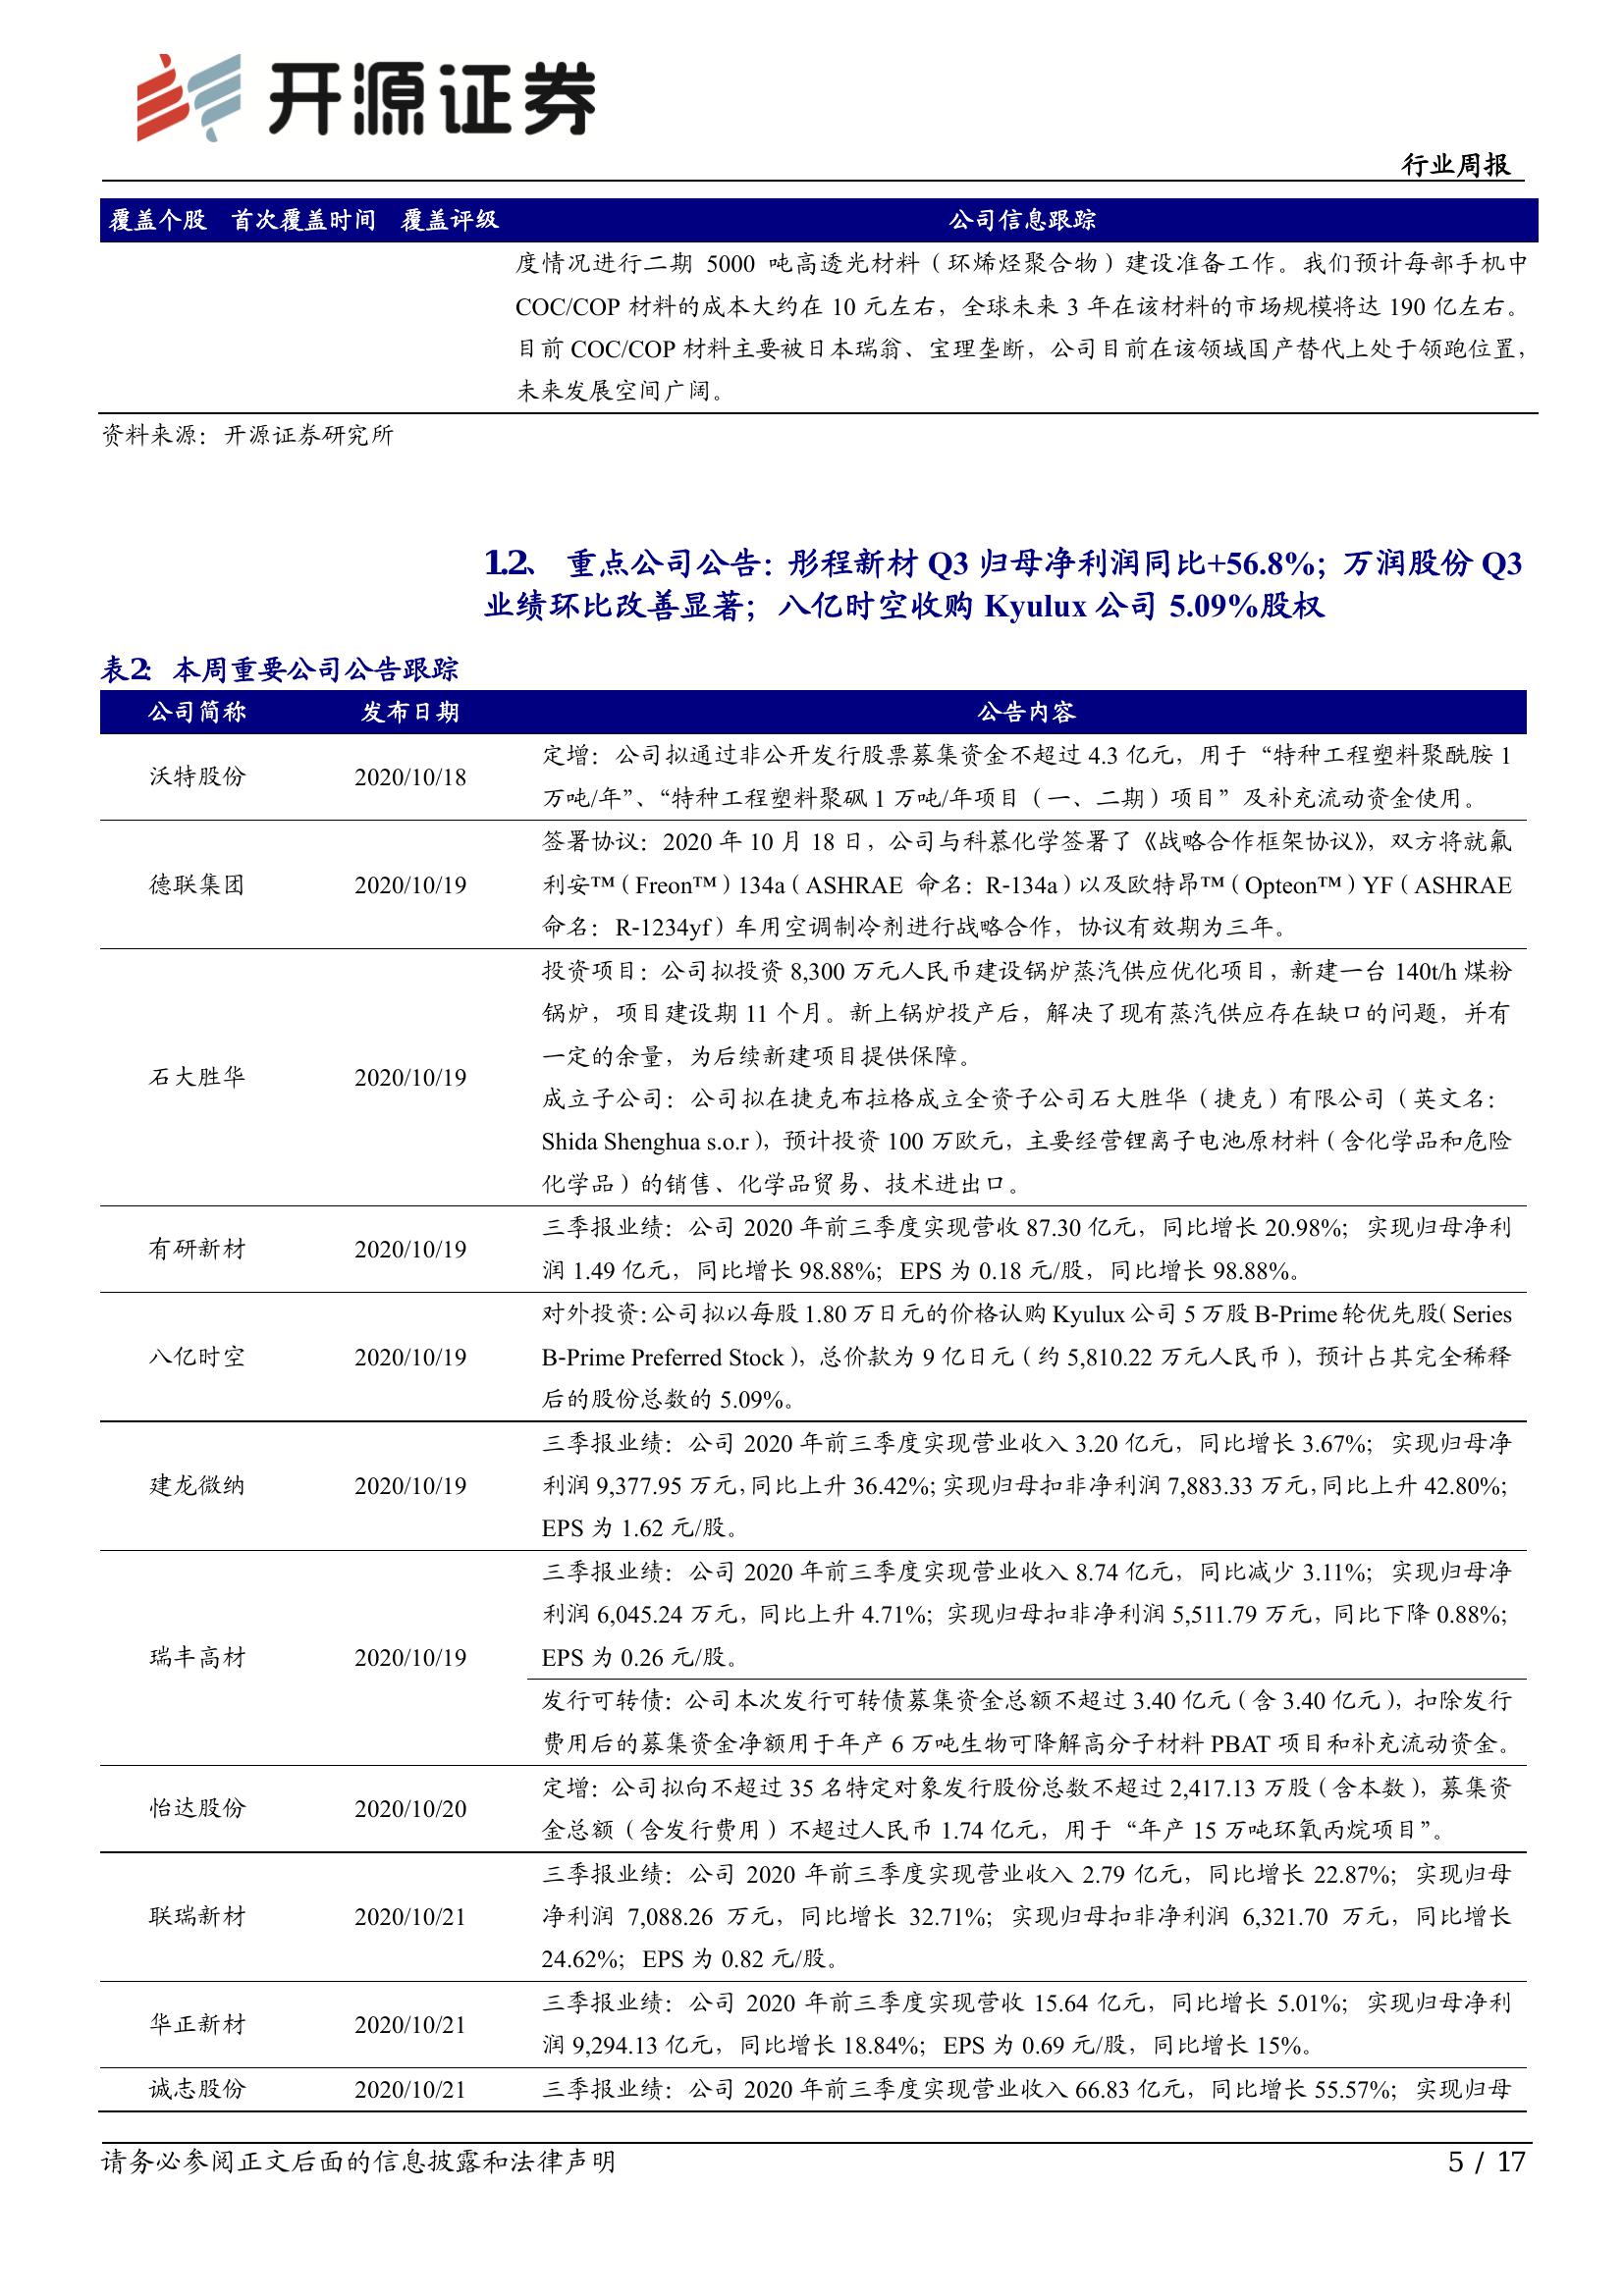 开源证券
行业周报
覆盖个股 首次覆盖时间 覆盖评级 公司信息跟踪
度情况进行二期 5000 吨高透光材料（环烯烃聚合物）建设准备工作。我们预计每部手机中
COC/COP 材料的成本大约在 10 元左右，全球未来 3 年在该材料的市场规模将达 190 亿左右。
目前 COC/COP 材料主要被日本瑞翁、宝理垄断，公司目前在该领域国产替代上处于领跑位置，
未来发展空间广阔。
资料来源：开源证券研究所
1.2、 重点公司公告：彤程新材 Q3 归母净利润同比+56.8%；万润股份 Q3
业绩环比改善显著；八亿时空收购 Kyulux 公司 5.09%股权
表2：本周重要公司公告跟踪
公司简称 发布日期 公告内容
沃特股份 2020/10/18
定增：公司拟通过非公开发行股票募集资金不超过 4.3 亿元，用于“特种工程塑料聚酰胺 1
万吨/年”、“特种工程塑料聚砜 1 万吨/年项目（一、二期）项目”及补充流动资金使用。
德联集团 2020/10/19
签署协议：2020 年 10 月 18 日，公司与科慕化学签署了《战略合作框架协议》，双方将就氟
利安™（Freon™）134a（ASHRAE 命名：R-134a）以及欧特昂™（Opteon™）YF（ASHRAE
命名：R-1234yf）车用空调制冷剂进行战略合作，协议有效期为三年。
石大胜华 2020/10/19
投资项目：公司拟投资 8,300 万元人民币建设锅炉蒸汽供应优化项目，新建一台 140t/h 煤粉
锅炉，项目建设期 11 个月。新上锅炉投产后，解决了现有蒸汽供应存在缺口的问题，并有
一定的余量，为后续新建项目提供保障。
成立子公司：公司拟在捷克布拉格成立全资子公司石大胜华（捷克）有限公司（英文名：
Shida Shenghua s.o.r），预计投资 100 万欧元，主要经营锂离子电池原材料（含化学品和危险
化学品）的销售、化学品贸易、技术进出口。
有研新材 2020/10/19
三季报业绩：公司 2020 年前三季度实现营收 87.30 亿元，同比增长 20.98%；实现归母净利
润 1.49 亿元，同比增长 98.88%；EPS 为 0.18 元/股，同比增长 98.88%。
八亿时空 2020/10/19
对外投资：公司拟以每股 1.80 万日元的价格认购 Kyulux 公司 5 万股 B-Prime 轮优先股（Series
B-Prime Preferred Stock），总价款为 9 亿日元（约 5,810.22 万元人民币），预计占其完全稀释
后的股份总数的 5.09%。
建龙微纳 2020/10/19
三季报业绩：公司 2020 年前三季度实现营业收入 3.20 亿元，同比增长 3.67%；实现归母净
利润 9,377.95 万元，同比上升 36.42%；实现归母扣非净利润 7,883.33 万元，同比上升 42.80%；
EPS 为 1.62 元/股。
瑞丰高材 2020/10/19
三季报业绩：公司 2020 年前三季度实现营业收入 8.74 亿元，同比减少 3.11%；实现归母净
利润 6,045.24 万元，同比上升 4.71%；实现归母扣非净利润 5,511.79 万元，同比下降 0.88%；
EPS 为 0.26 元/股。
发行可转债：公司本次发行可转债募集资金总额不超过 3.40 亿元（含 3.40 亿元），扣除发行
费用后的募集资金净额用于年产 6 万吨生物可降解高分子材料 PBAT 项目和补充流动资金。
怡达股份 2020/10/20
定增：公司拟向不超过 35 名特定对象发行股份总数不超过 2,417.13 万股（含本数），募集资
金总额（含发行费用）不超过人民币 1.74 亿元，用于“年产 15 万吨环氧丙烷项目”。
联瑞新材 2020/10/21
三季报业绩：公司 2020 年前三季度实现营业收入 2.79 亿元，同比增长 22.87%；实现归母
净利润 7,088.26 万元，同比增长 32.71%；实现归母扣非净利润 6,321.70 万元，同比增长
24.62%；EPS 为 0.82 元/股。
华正新材 2020/10/21
三季报业绩：公司 2020 年前三季度实现营收 15.64 亿元，同比增长 5.01%；实现归母净利
润 9,294.13 亿元，同比增长 18.84%；EPS 为 0.69 元/股，同比增长 15%。
诚志股份 2020/10/21 三季报业绩：公司 2020 年前三季度实现营业收入 66.83 亿元，同比增长 55.57%；实现归母
请务必参阅正文后面的信息披露和法律声明 5 / 17